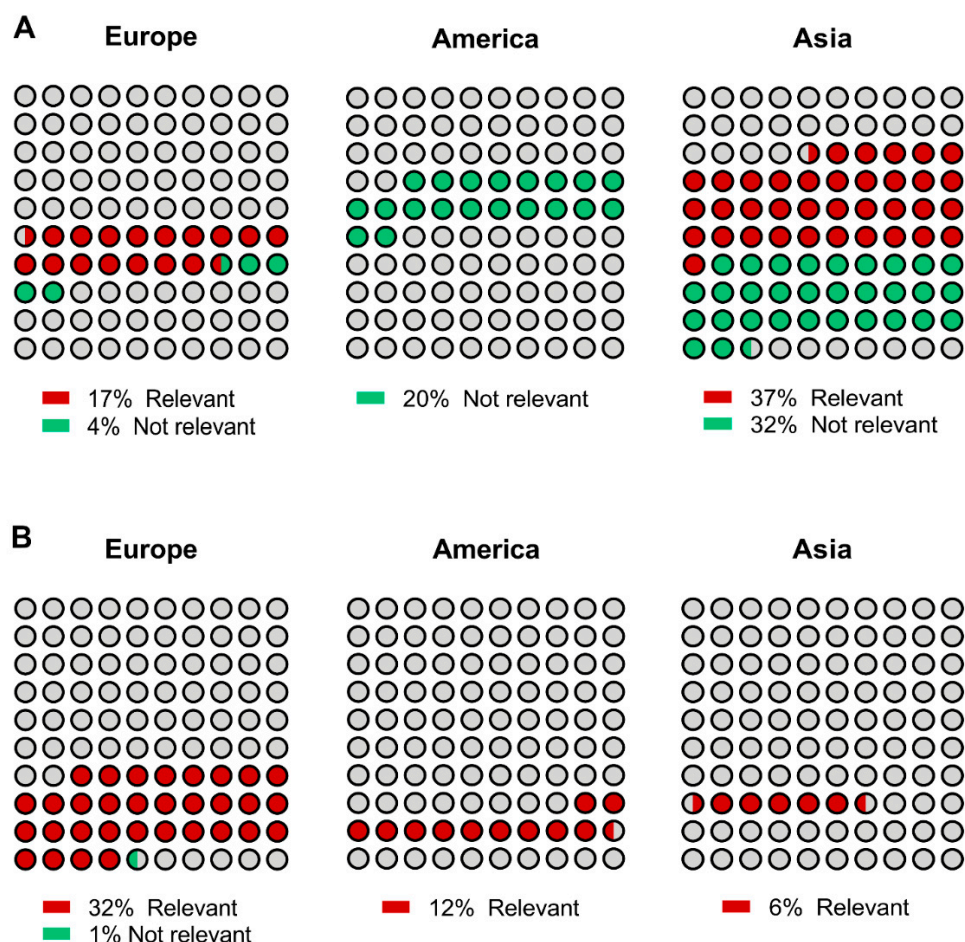 A
Europe
America
Asia
17% Relevant
4% Not relevant
20% Not relevant
37% Relevant
32% Not relevant
B
Europe
America
Asia
32% Relevant
1% Not relevant
12% Relevant
6% Relevant